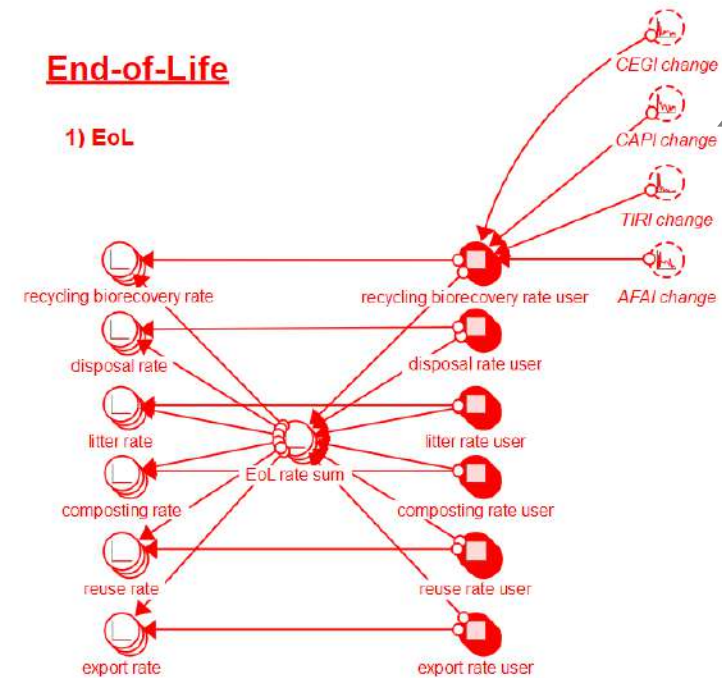 End-of-Life
CEGI change
1) EoL
CAPI change
TIRI change
recycling biorecovery rate
recycling biorecovery rate user
AFAI change
disposal rate
disposal rate user
litter rate
litter rate user
EoL rate sum
composting rate
composting rate user
reuse rate
reuse rate user
export rate
export rate user